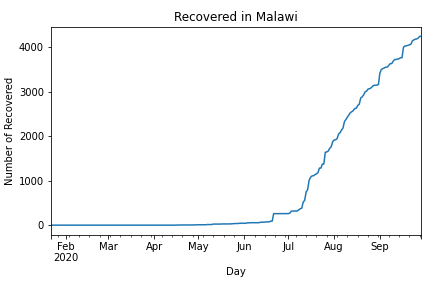 Recovered in Malawi
Number of Recovered
4000
3000
2000
1000
0
Feb Mar Apr May Jun Jul Aug Sep
2020
Day